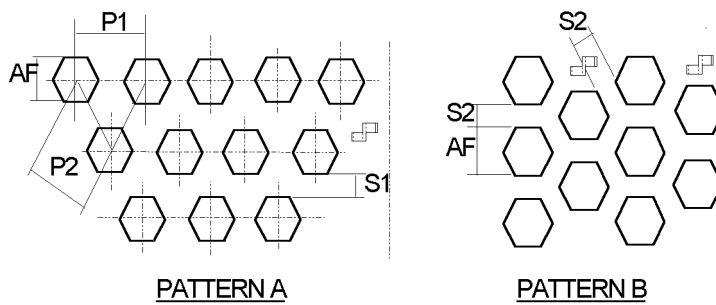 P1
AF
P2
S1
PATTERN A
S2
S2
AF
PATTERN B